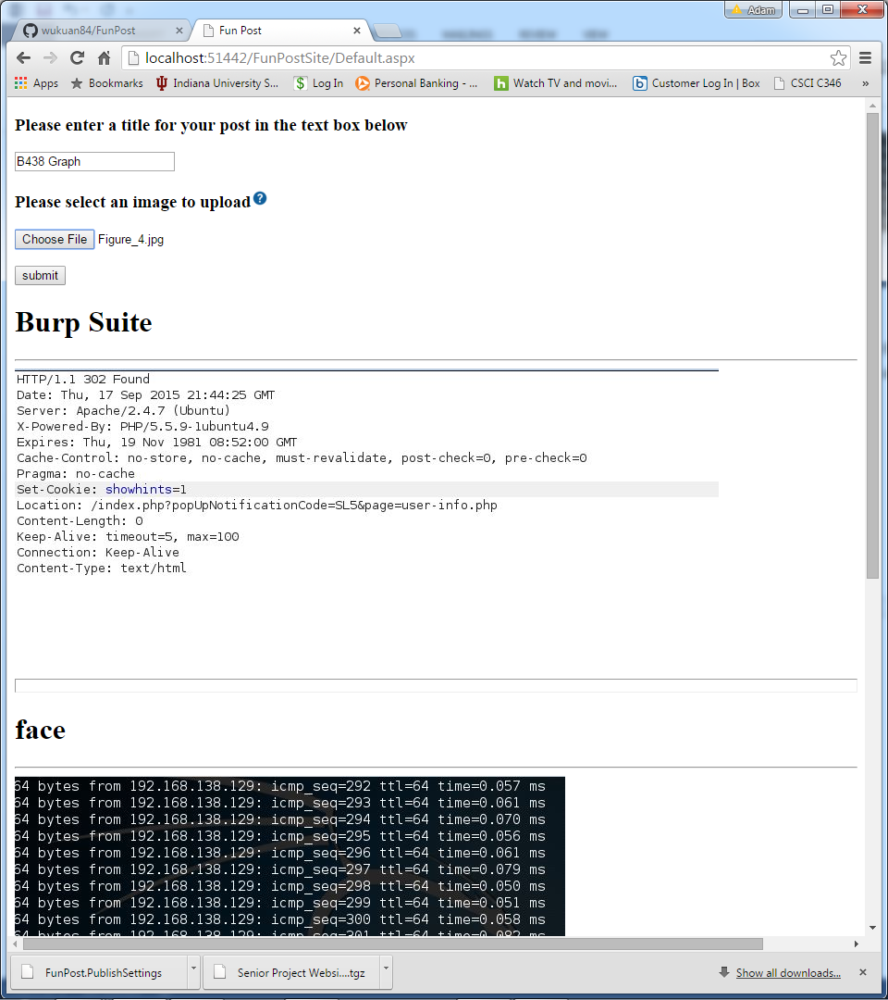 Adam
wukuan84/FunPost
Fun Post
localhost:51442/FunPostSite/Default.aspx
Apps Bookmarks Indiana University S... Log In Personal Banking - ... Watch TV and movi... Customer Log In | Box CSCI C346 »
Please enter a title for your post in the text box below
B438 Graph
Please select an image to upload
Choose File Figure_4.jpg
submit
Burp Suite
HTTP/1.1 302 Found
Date: Thu, 17 Sep 2015 21:44:25 GMT
Server: Apache/2.4.7 (Ubuntu)
X-Powered-By: PHP/5.5.9-1ubuntu4.9
Expires: Thu, 19 Nov 1981 08:52:00 GMT
Cache-Control: no-store, no-cache, must-revalidate, post-check=0, pre-check=0
Pragma: no-cache
Set-Cookie: showhints=1
Location: /index.php?popUpNotificationCode=SL5&page=user-info.php
Content-Length: 0
Keep-Alive: timeout=5, max=100
Connection: Keep-Alive
Content-Type: text/html
face
64 bytes from 192.168.138.129: icmp_seq=292 ttl=64 time=0.057 ms
64 bytes from 192.168.138.129: icmp_seq=293 ttl=64 time=0.061 ms
64 bytes from 192.168.138.129: icmp_seq=294 ttl=64 time=0.070 ms
64 bytes from 192.168.138.129: icmp_seq=295 ttl=64 time=0.056 ms
64 bytes from 192.168.138.129: icmp_seq=296 ttl=64 time=0.061 ms
64 bytes from 192.168.138.129: icmp_seq=297 ttl=64 time=0.079 ms
64 bytes from 192.168.138.129: icmp_seq=298 ttl=64 time=0.050 ms
64 bytes from 192.168.138.129: icmp_seq=299 ttl=64 time=0.051 ms
64 bytes from 192.168.138.129: icmp_seq=300 ttl=64 time=0.058 ms
64 bytes from 192.168.138.129: icmp_seq=301 ttl=64 time=0.082 ms
FunPost.PublishSettings Senior Project Websi....tgz Show all downloads...